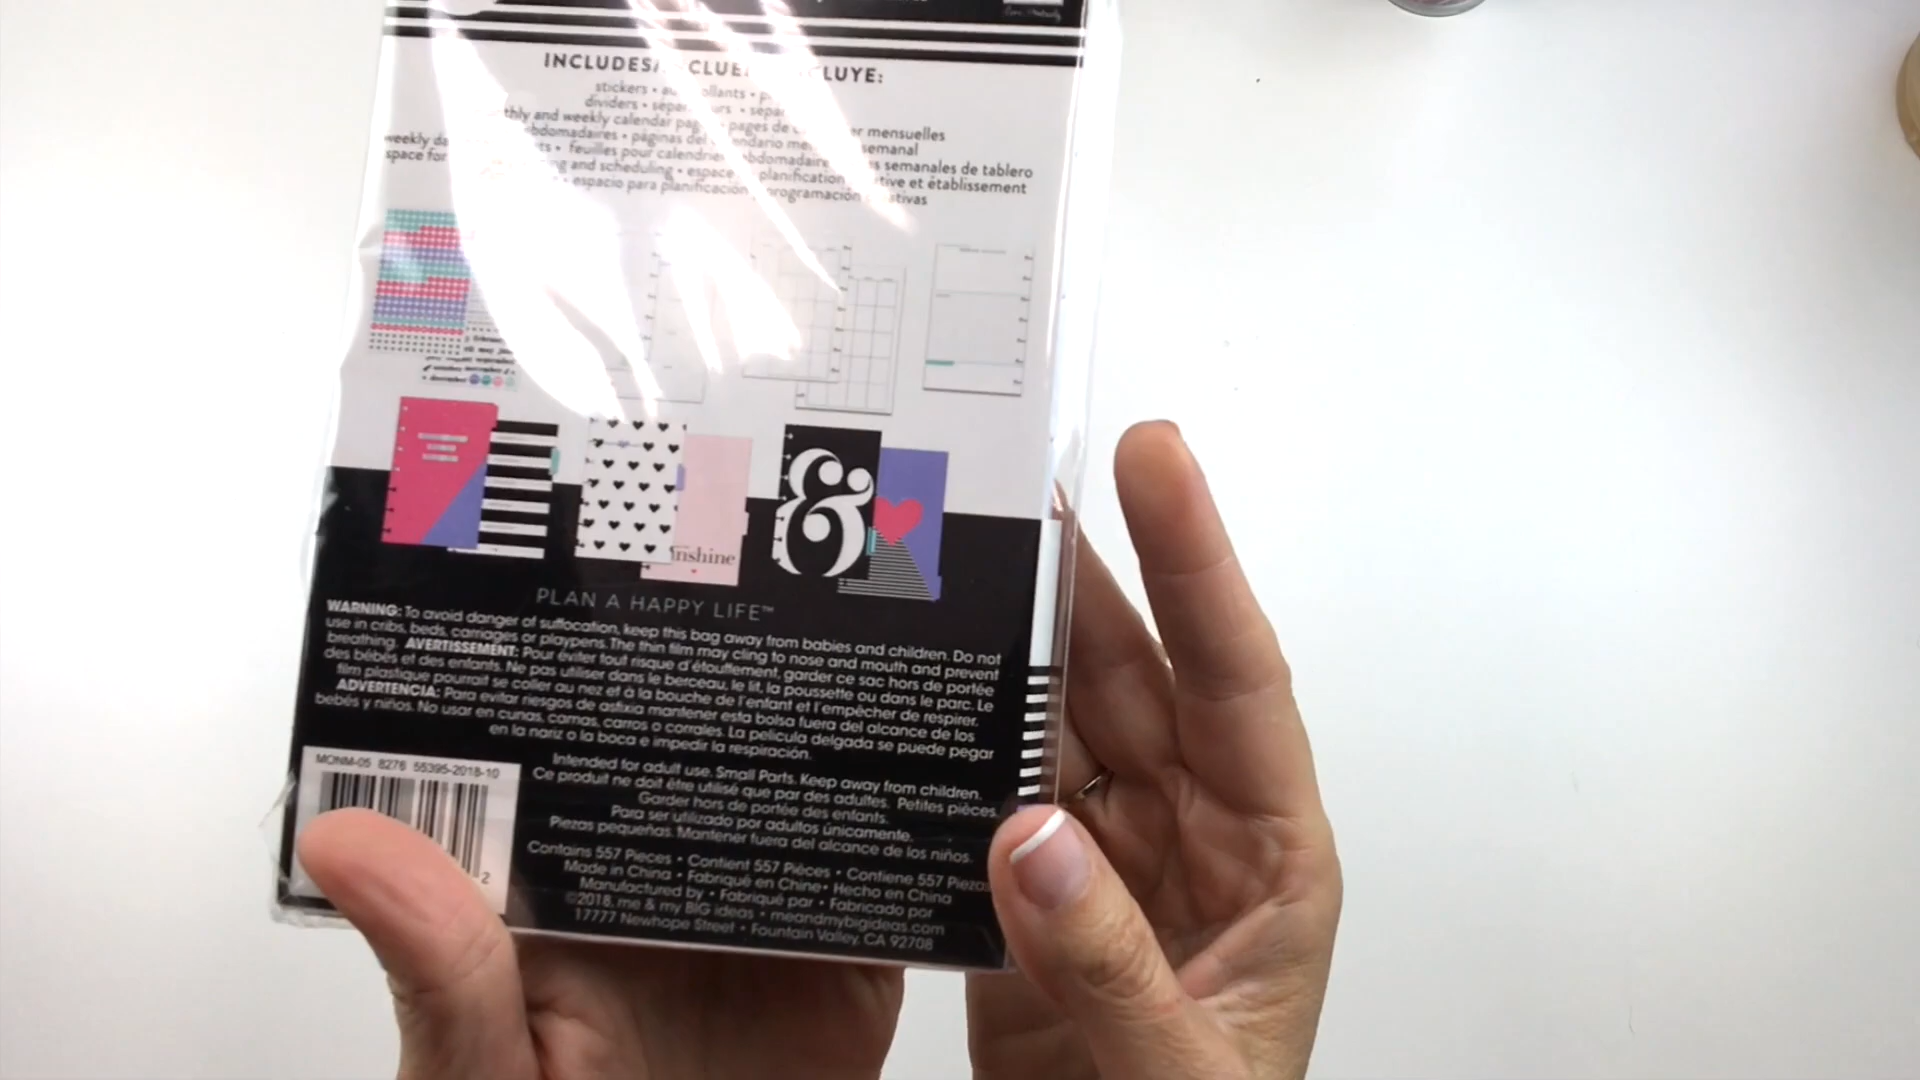 INCLUDES/
stickers •
dividers •
and weekly calendar pages de mensuelles
• páginas del semanal
weekly • feuilles pour semanales de tablero
space for and scheduling • espace planification et établissement
• espacio para planificación programación
nshine
&
PLAN A HAPPY LIFE™
WARNING: To avoid danger of suffocation, keep this bag away from babies and children. Do not
use in cribs, beds, carriages or playpens. The thin film may cling to nose and mouth and prevent
breathing. AVERTISSEMENT: Pour éviter tout risque d'étouffement, garder ce sac hors de portée
des bébés et des enfants. Ne pas utiliser dans le berceau, le lit, la poussette ou dans le parc. Le
film plastique pourrait se coller au nez et à la bouche de l'enfant et l'empêcher de respirer.
ADVERTENCIA: Para evitar riesgos de asfixia mantener esta bolsa fuera del alcance de los
bebés y niños. No usar en cunas, camas, carros o corrales. La película delgada se puede pegar
en la nariz o la boca e impedir la respiración.
MONM-05 8276 55395-2018-10
2
Intended for adult use. Small Parts. Keep away from children.
Ce produit ne doit être utilisé que par des adultes. Petites pièces.
Garder hors de portée des enfants.
Para ser utilizado por adultos únicamente.
Piezas pequeñas. Mantener fuera del alcance de los niños.
Contains 557 Pieces • Contient 557 Pièces • Contiene 557 Piezas
Made in China • Fabriqué en Chine • Hecho en China
Manufactured by • Fabriqué par • Fabricado por
©2018, me & my BIG ideas • meandmybigideas.com
17777 Newhope Street • Fountain Valley, CA 92708